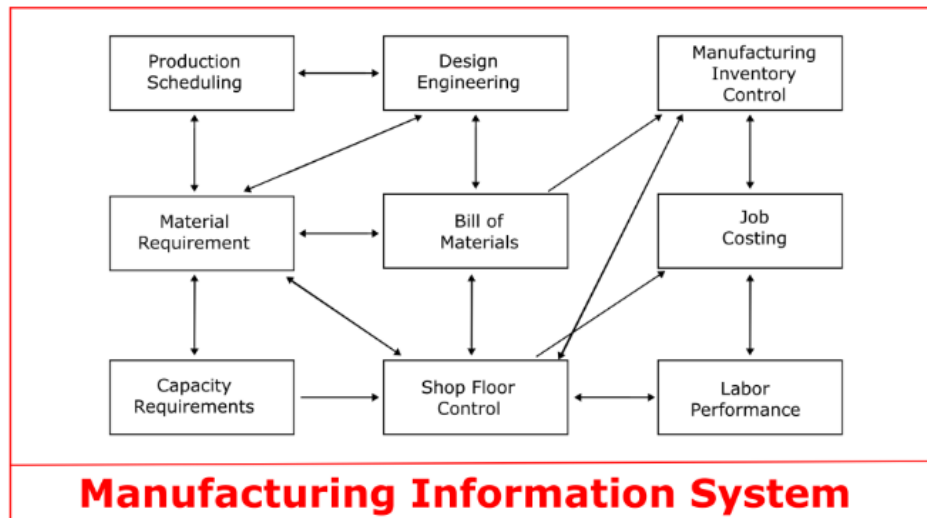 Production
Scheduling
Design
Engineering
Manufacturing
Inventory
Control
Material
Requirement
Bill of
Materials
Job
Costing
Capacity
Requirements
Shop Floor
Control
Labor
Performance
Manufacturing Information System